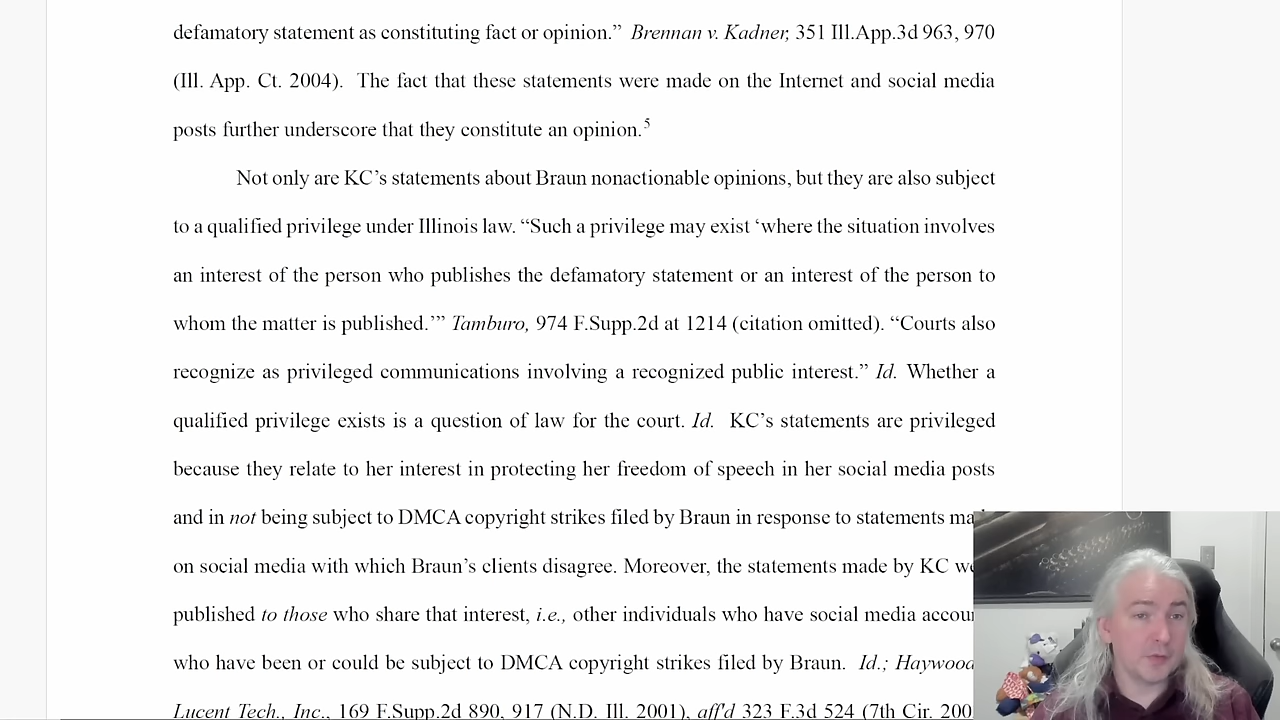 defamatory statement as constituting fact or opinion.” Brennan v. Kadner, 351 Ill.App.3d 963, 970
(Ill. App. Ct. 2004). The fact that these statements were made on the Internet and social media
posts further underscore that they constitute an opinion.5
Not only are KC’s statements about Braun nonactionable opinions, but they are also subject
to a qualified privilege under Illinois law. “Such a privilege may exist ‘where the situation involves
an interest of the person who publishes the defamatory statement or an interest of the person to
whom the matter is published.’” Tamburo, 974 F.Supp.2d at 1214 (citation omitted). “Courts also
recognize as privileged communications involving a recognized public interest.” Id. Whether a
qualified privilege exists is a question of law for the court. Id. KC’s statements are privileged
because they relate to her interest in protecting her freedom of speech in her social media posts
and in not being subject to DMCA copyright strikes filed by Braun in response to statements
on social media with which Braun’s clients disagree. Moreover, the statements made by KC
published to those who share that interest, i.e., other individuals who have social media
who have been or could be subject to DMCA copyright strikes filed by Braun. Id.; Haywood
Lucent Tech., Inc., 169 F.Supp.2d 890, 917 (N.D. Ill. 2001), aff’d 323 F.3d 524 (7th Cir.